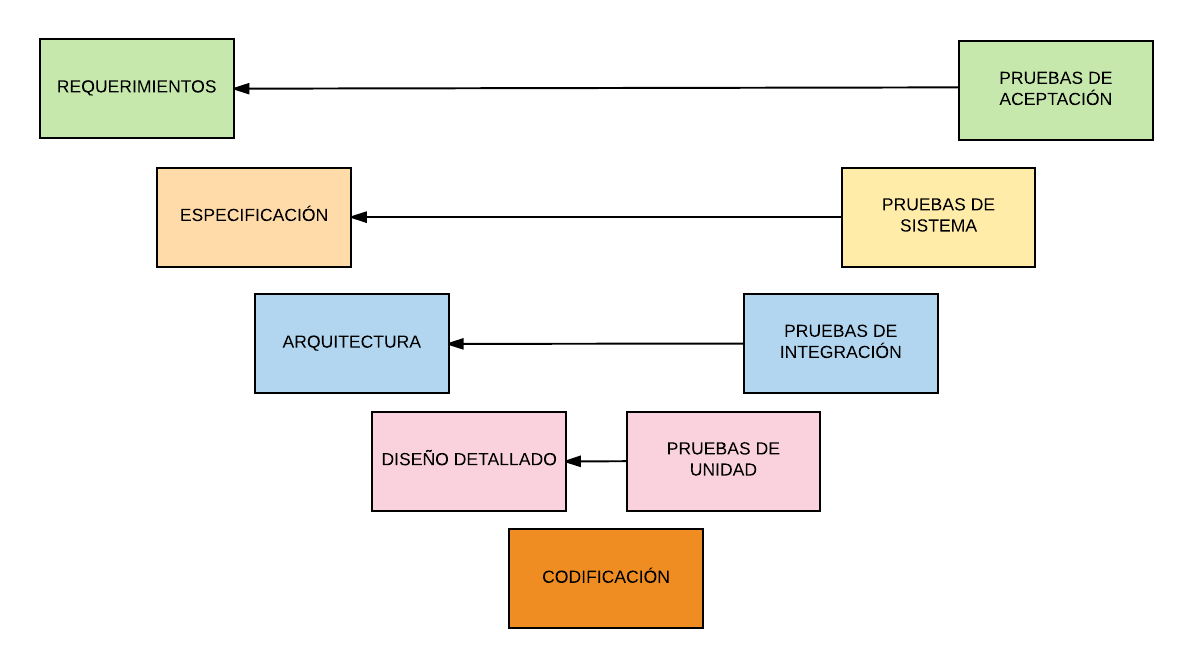 REQUERIMIENTOS
PRUEBAS DE
ACEPTACIÓN
ESPECIFICACIÓN
PRUEBAS DE
SISTEMA
ARQUITECTURA
PRUEBAS DE
INTEGRACIÓN
DISEÑO DETALLADO
PRUEBAS DE
UNIDAD
CODIFICACIÓN